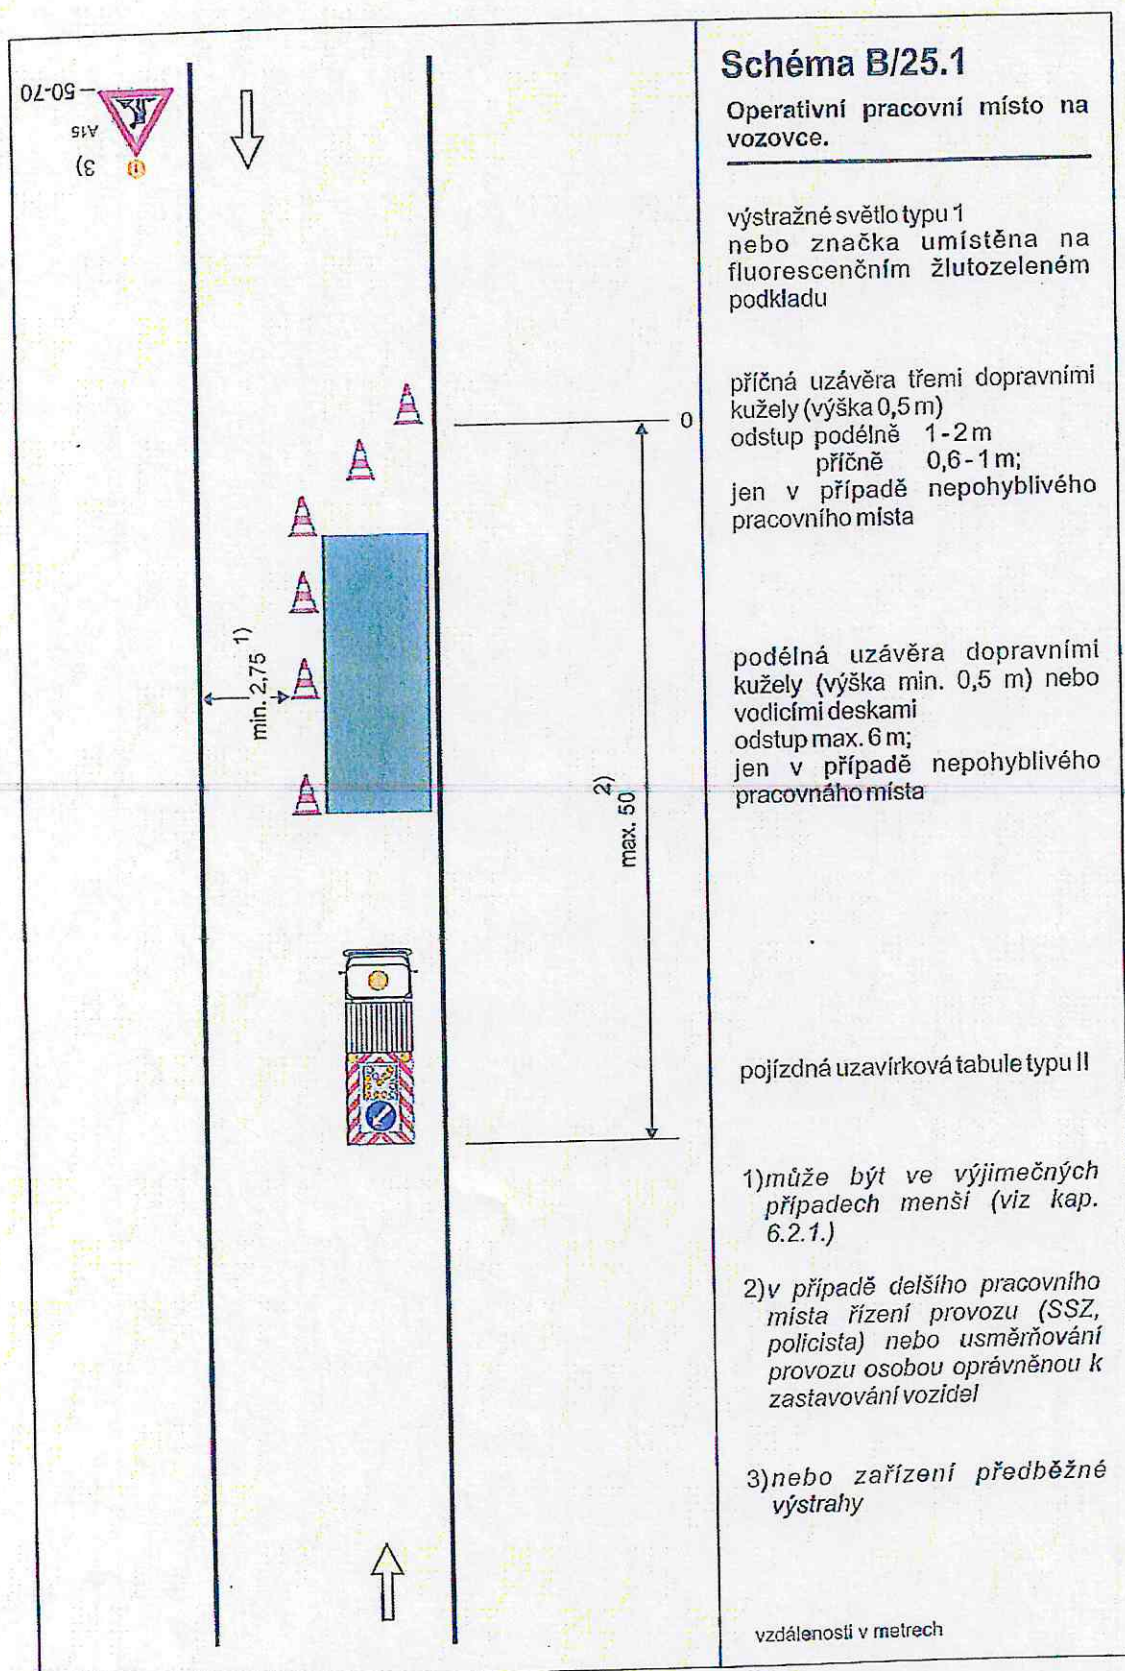 50-70
A15
3)
min. 2,75 1)
0
max. 50 2)
Schéma B/25.1
Operativní pracovní místo na
vozovce.
výstražné světlo typu 1
nebo značka umístěna na
fluorescenčním žlutozeleném
podkladu
příčná uzávěra třemi dopravními
kužely (výška 0,5 m)
odstup podélně 1-2 m
příčně 0,6-1 m;
jen v případě nepohyblivého
pracovního místa
podélná uzávěra dopravními
kužely (výška min. 0,5 m) nebo
vodicími deskami
odstup max. 6 m;
jen v případě nepohyblivého
pracovnáho místa
pojízdná uzavírková tabule typu II
1) může být ve výjimečných
případech menší (viz kap.
6.2.1.)
2) v případě delšího pracovního
místa řízení provozu (SSZ,
policista) nebo usměrňování
provozu osobou oprávněnou k
zastavování vozidel
3) nebo zařízení předběžné
výstrahy
vzdálenosti v metrech